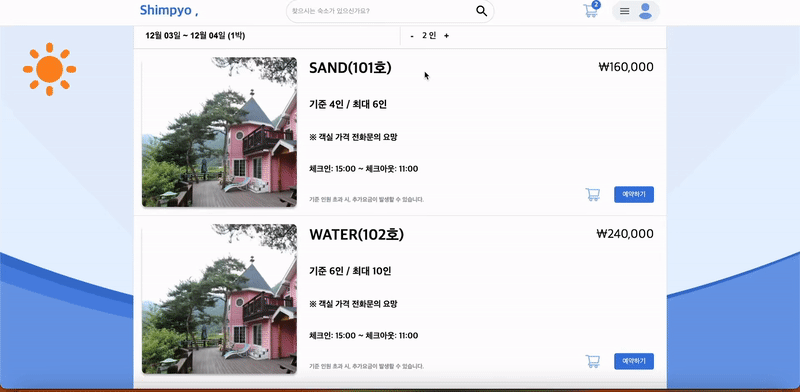 Shimpyo ,
찾으시는 숙소가 있으신가요?
2
12월 03일 ~ 12월 04일 (1박)
- 2 인 +
SAND(101호)
₩160,000
기준 4인 / 최대 6인
※ 객실 가격 전화문의 요망
체크인: 15:00 ~ 체크아웃: 11:00
기준 인원 초과 시, 추가요금이 발생할 수 있습니다.
예약하기
WATER(102호)
₩240,000
기준 6인 / 최대 10인
※ 객실 가격 전화문의 요망
체크인: 15:00 ~ 체크아웃: 11:00
기준 인원 초과 시, 추가요금이 발생할 수 있습니다.
예약하기